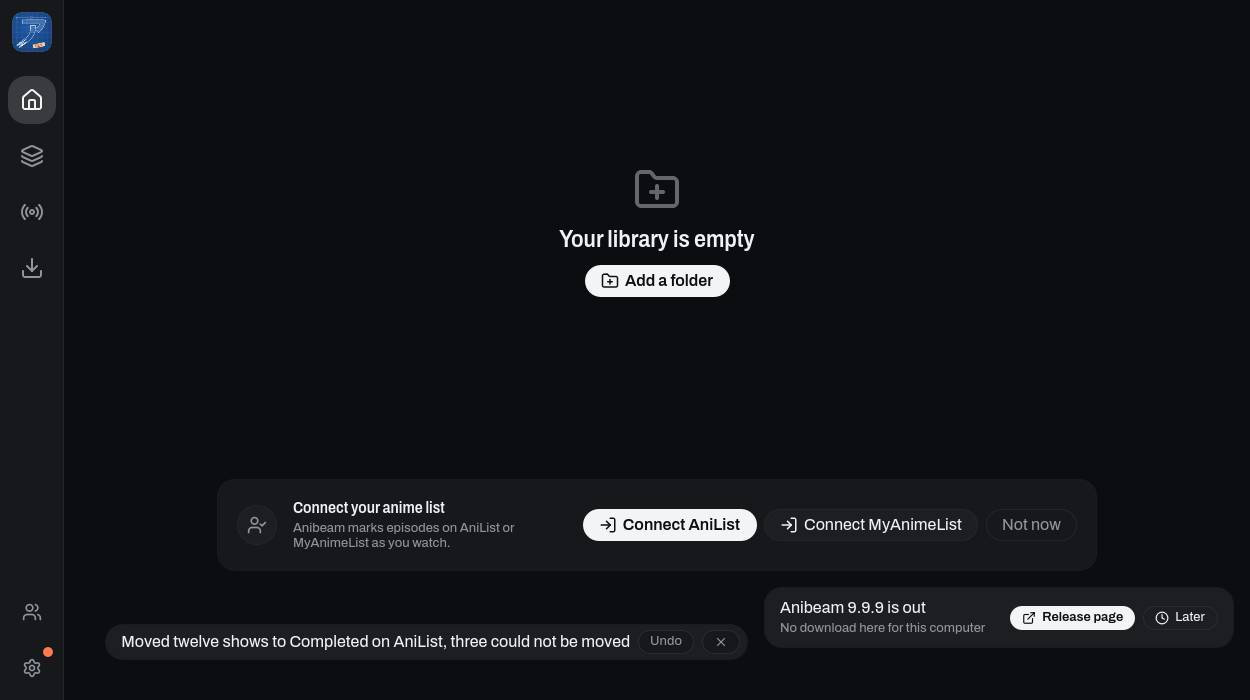 Your library is empty
Add a folder
Connect your anime list
Anibeam marks episodes on AniList or
MyAnimeList as you watch.
Connect AniList
Connect MyAnimeList
Not now
Anibeam 9.9.9 is out
No download here for this computer
Release page
Later
Moved twelve shows to Completed on AniList, three could not be moved
Undo